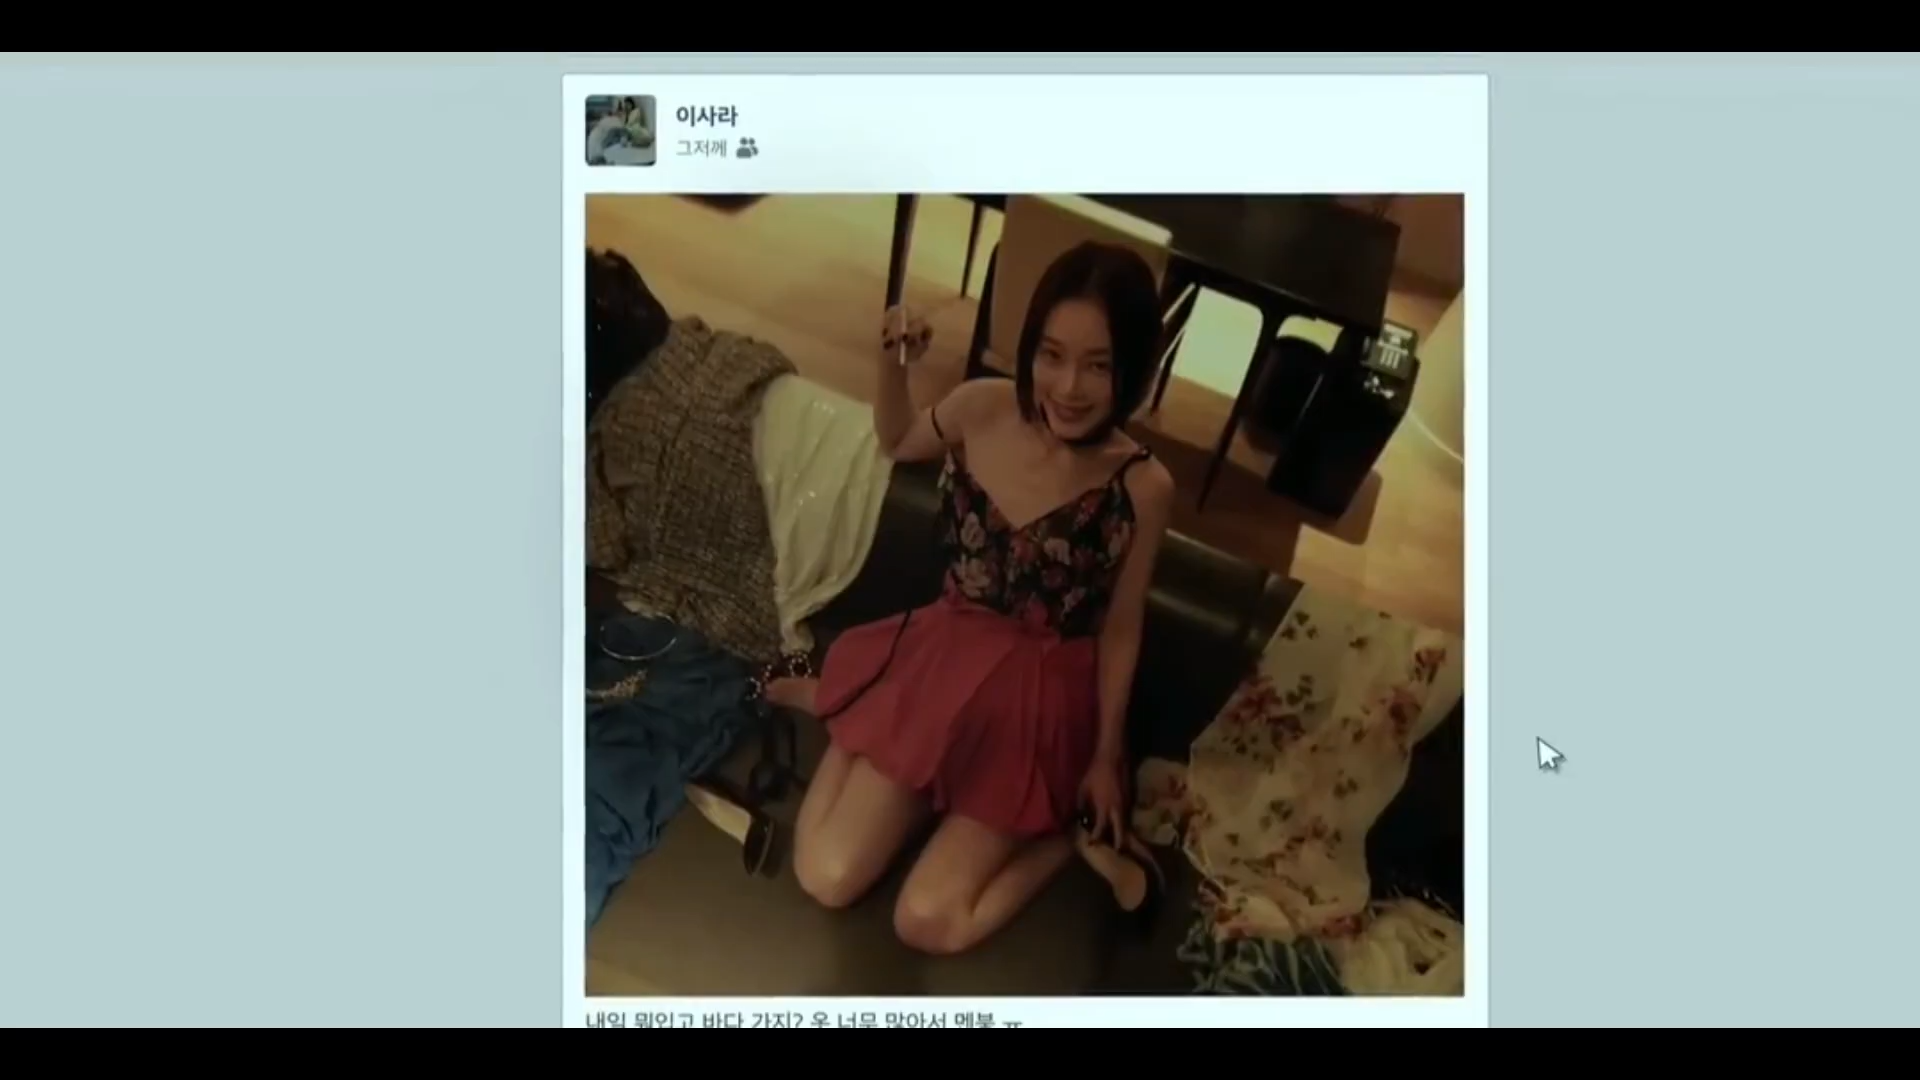 이사라
그저께
내일 뭐입고 바다 가지? 옷 너무 많아서 멘붕 ㅠ